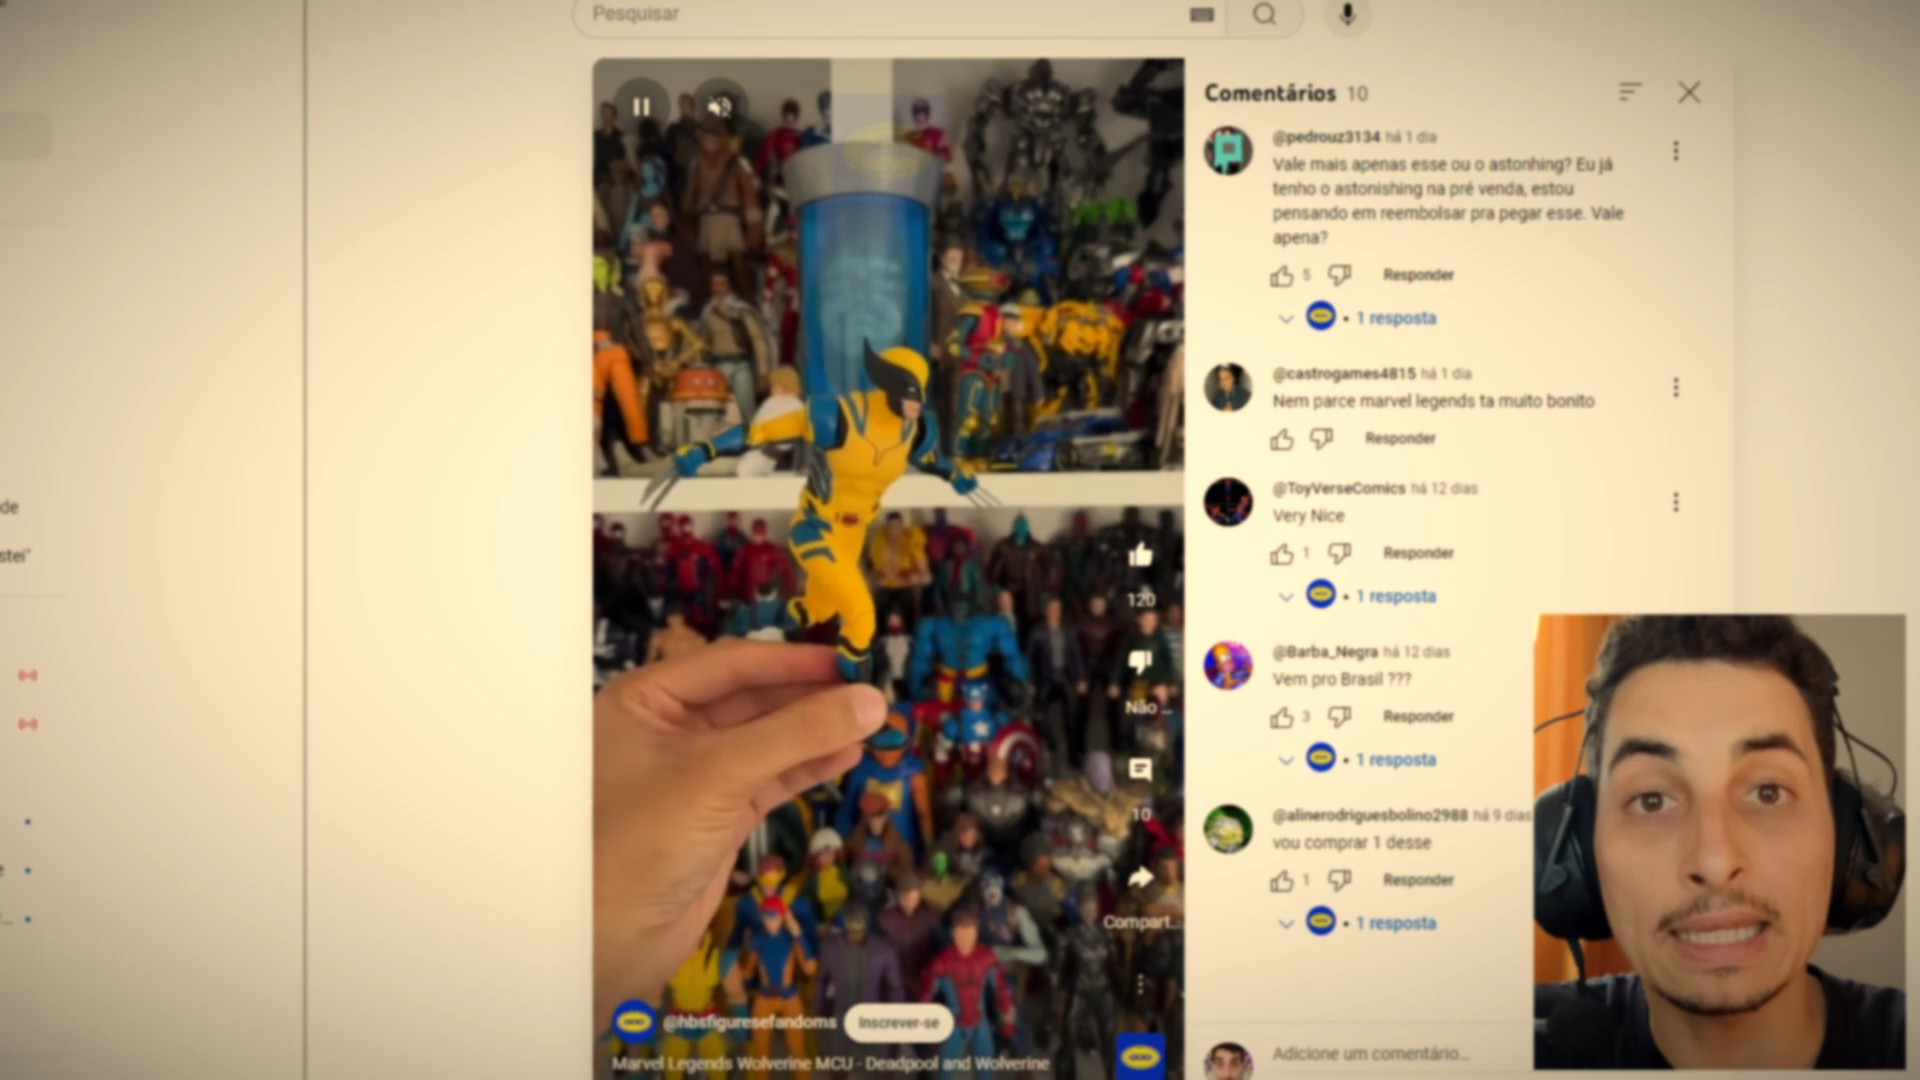 Pesquisar
de
stei"
120
Não ...
10
Compart...
@hbsfiguresefandoms Inscrever-se
Marvel Legends Wolverine MCU - Deadpool and Wolverine
Comentários 10
@pedrouz3134 há 1 dia
Vale mais apenas esse ou o astonhing? Eu já
tenho o astonishing na pré venda, estou
pensando em reembolsar pra pegar esse. Vale
apena?
5 Responder
• 1 resposta
@castrogames4815 há 1 dia
Nem parce marvel legends ta muito bonito
Responder
@ToyVerseComics há 12 dias
Very Nice
1 Responder
• 1 resposta
@Barba_Negra há 12 dias
Vem pro Brasil ???
3 Responder
• 1 resposta
@alinerodriguesbolino2988 há 9 dias
vou comprar 1 desse
1 Responder
• 1 resposta
Adicione um comentário...